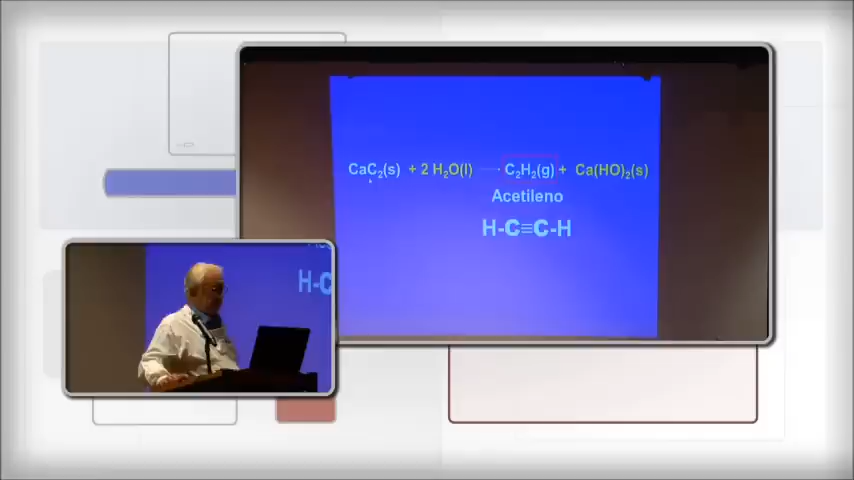 CaC₂(s) + 2 H₂O(l) → C₂H₂(g) + Ca(HO)₂(s)
Acetileno
H-C≡C-H
H-C